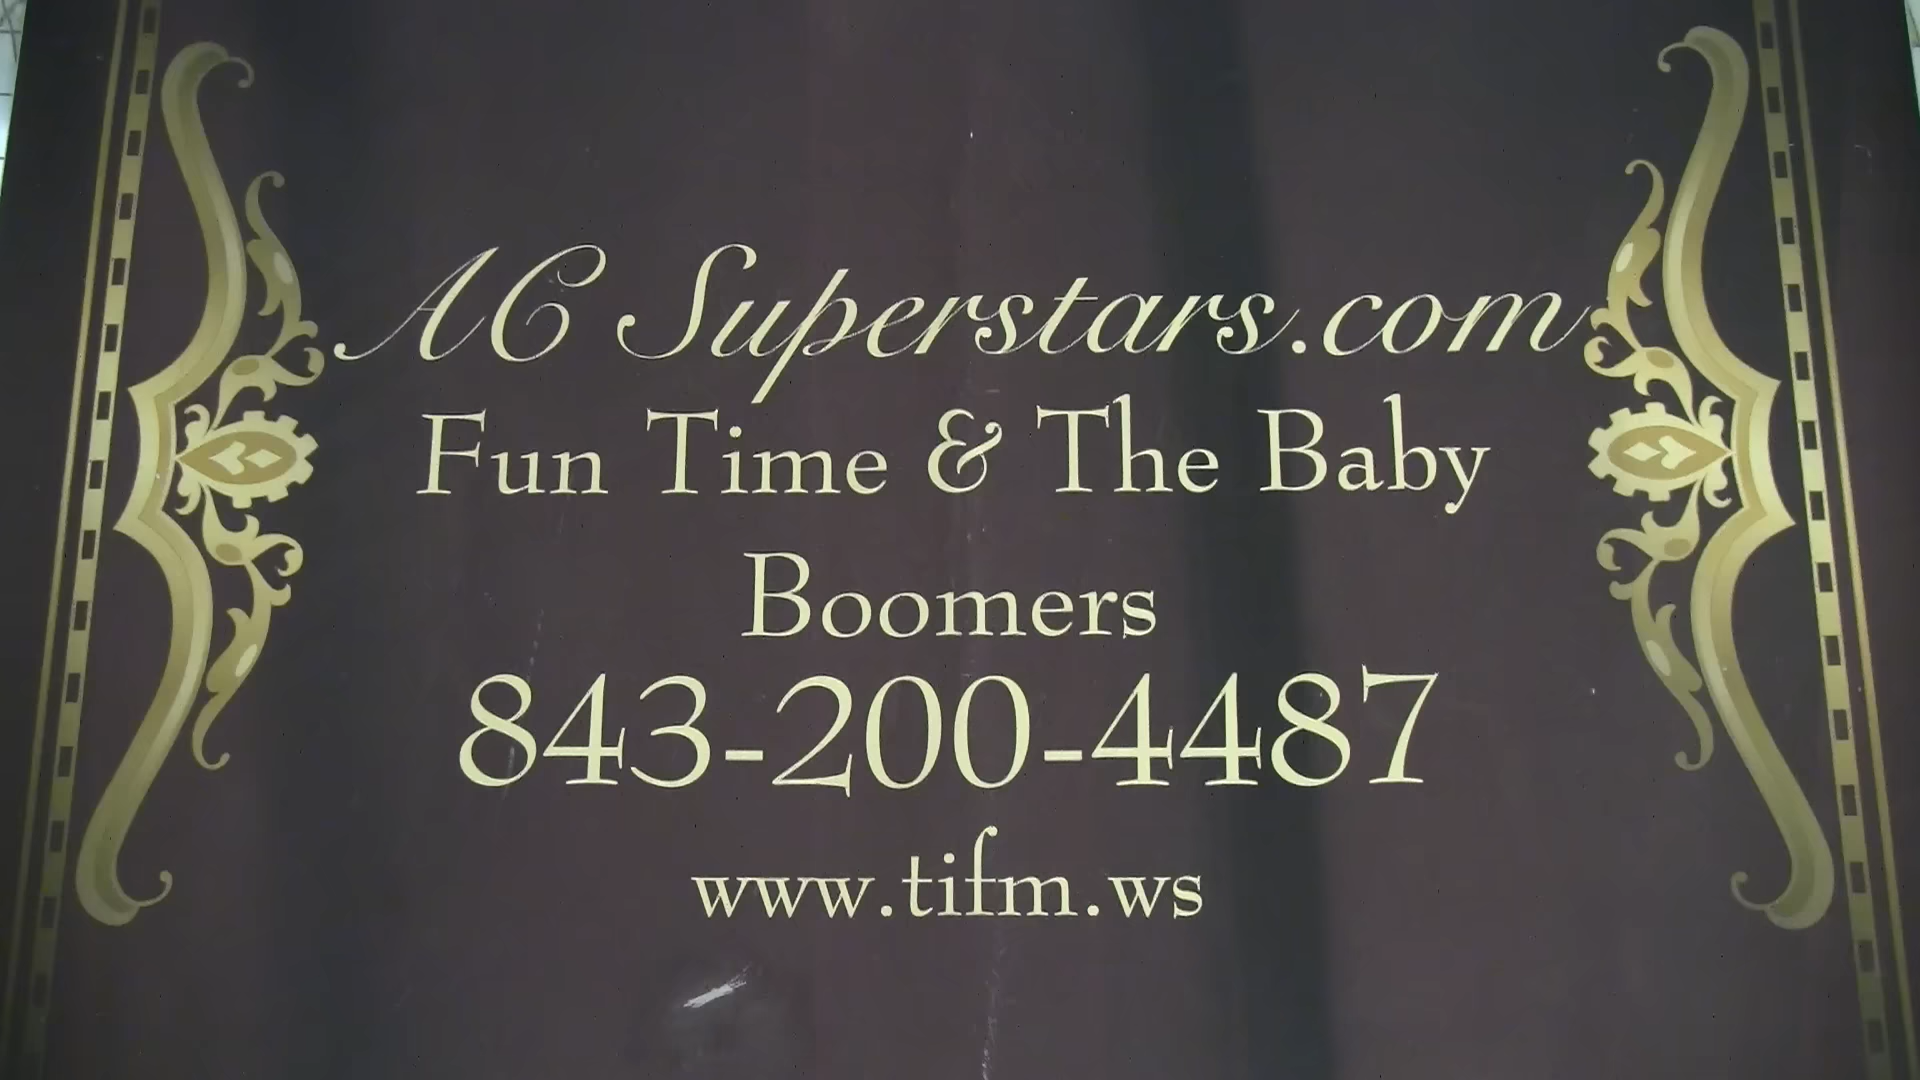 AC Superstars.com
Fun Time & The Baby
Boomers
843-200-4487
www.tifm.ws